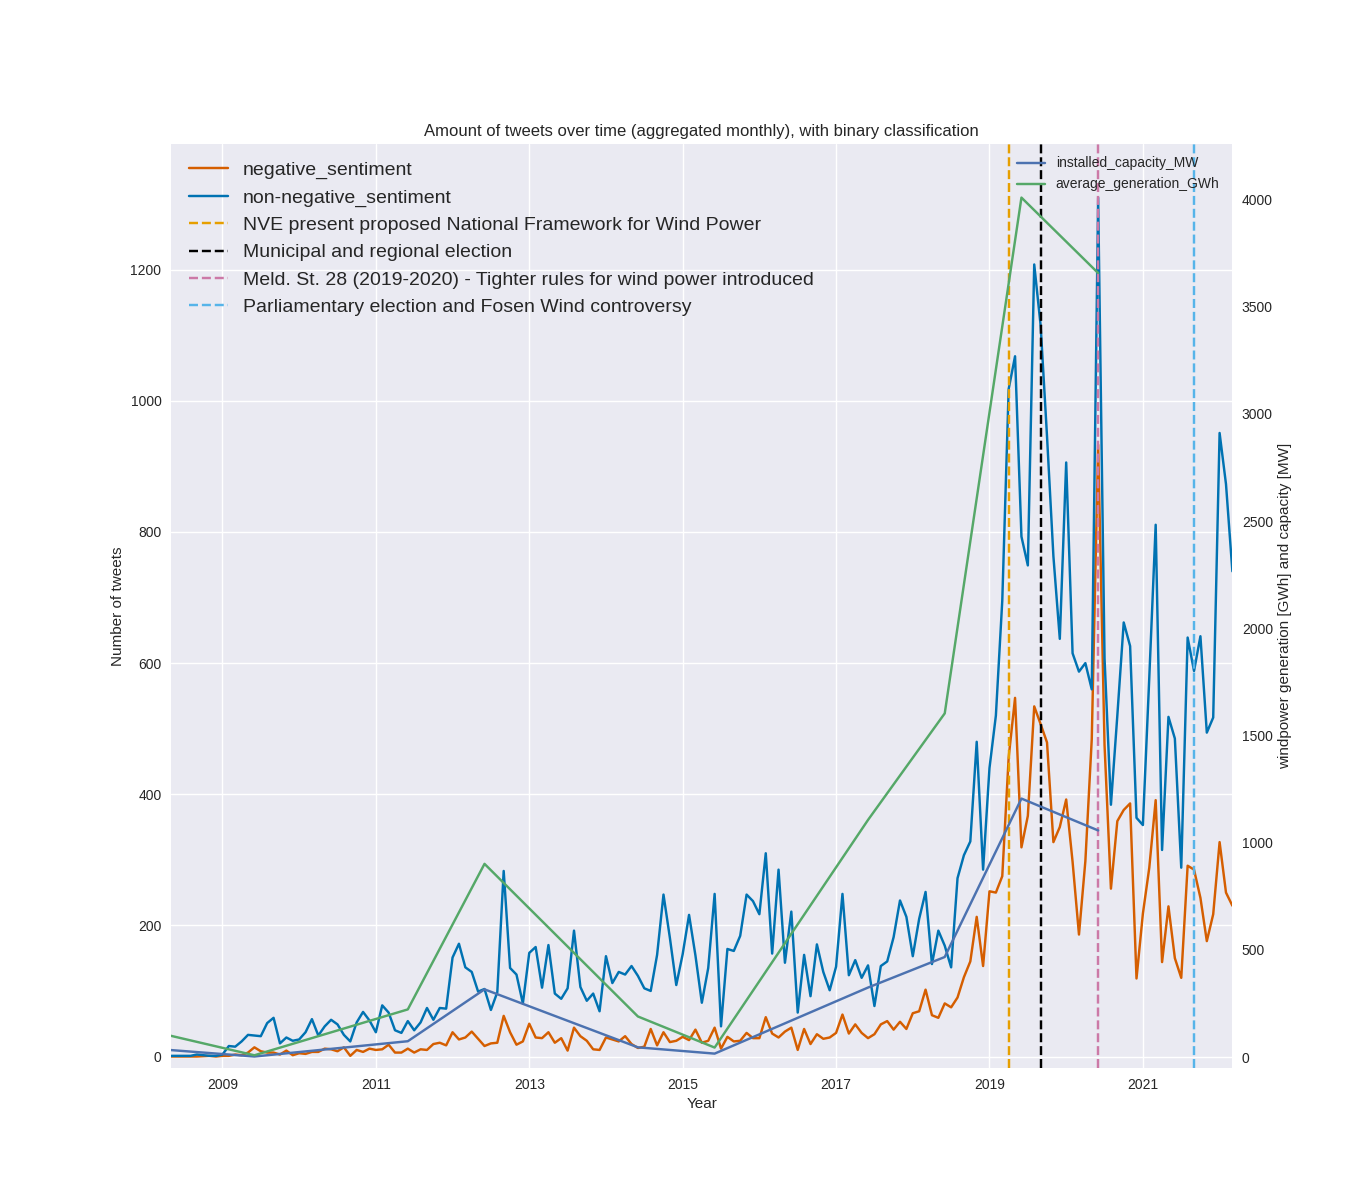 Amount of tweets over time (aggregated monthly), with binary classification
negative_sentiment
non-negative_sentiment
NVE present proposed National Framework for Wind Power
Municipal and regional election
Meld. St. 28 (2019-2020) - Tighter rules for wind power introduced
Parliamentary election and Fosen Wind controversy
installed_capacity_MW
average_generation_GWh
Number of tweets
1200
1000
800
600
400
200
0
4000
3500
3000
2500
2000
1500
1000
500
0
windpower generation [GWh] and capacity [MW]
2009 2011 2013 2015 2017 2019 2021
Year